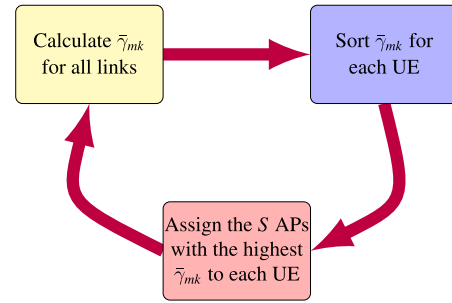 Calculate γ̄ₘₖ
for all links
Sort γ̄ₘₖ for
each UE
Assign the S APs
with the highest
γ̄ₘₖ to each UE